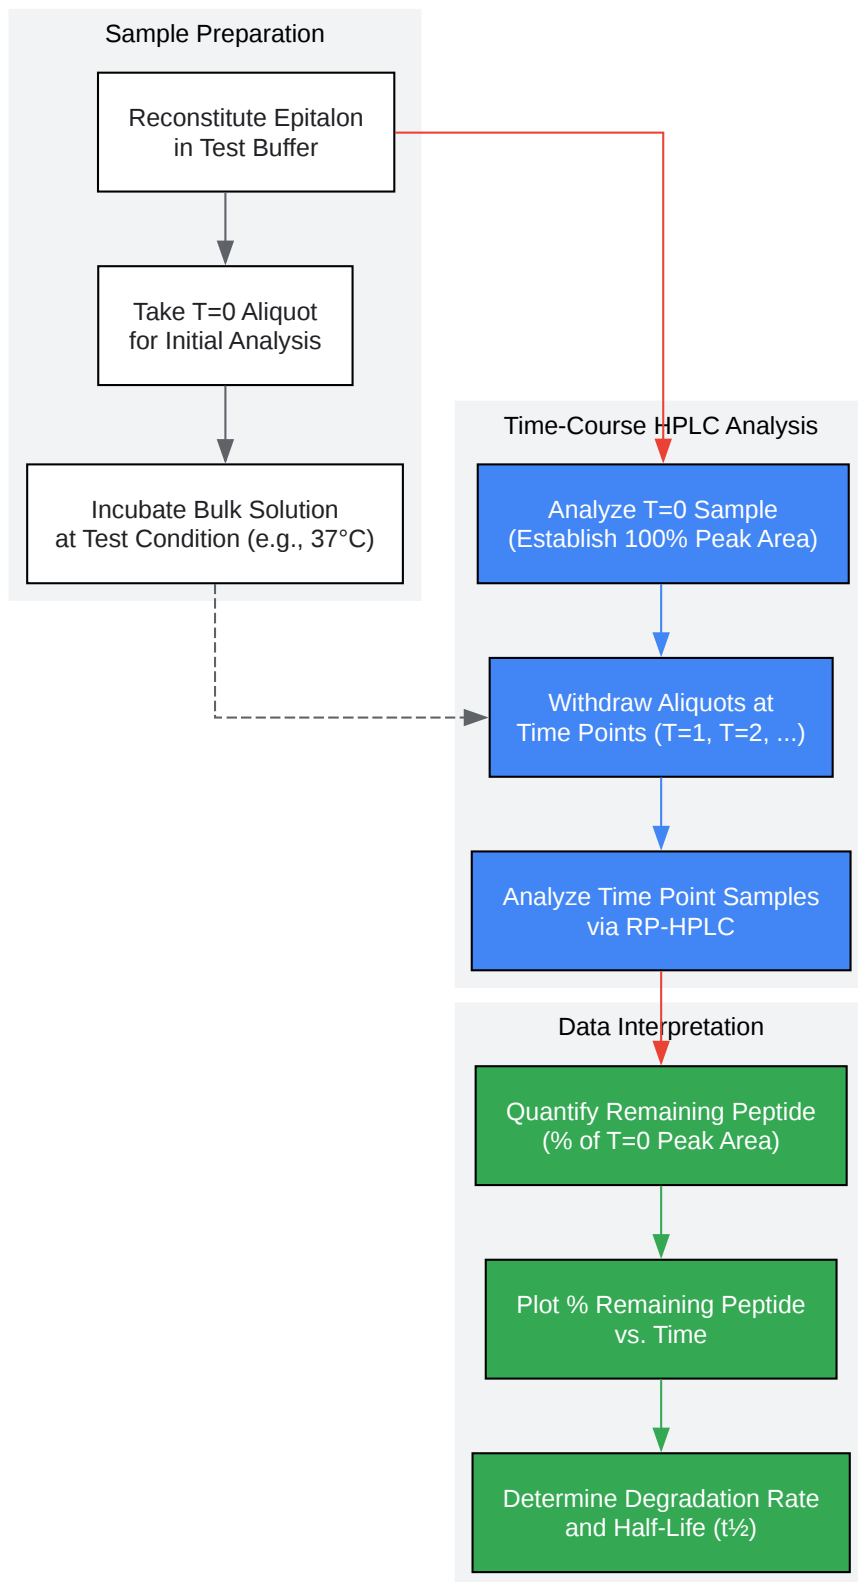 Sample Preparation
Reconstitute Epitalon
in Test Buffer
Take T=0 Aliquot
for Initial Analysis
Incubate Bulk Solution
at Test Condition (e.g., 37°C)
Time-Course HPLC Analysis
Analyze T=0 Sample
(Establish 100% Peak Area)
Withdraw Aliquots at
Time Points (T=1, T=2, ...)
Analyze Time Point Samples
via RP-HPLC
Data Interpretation
Quantify Remaining Peptide
(% of T=0 Peak Area)
Plot % Remaining Peptide
vs. Time
Determine Degradation Rate
and Half-Life (t½)